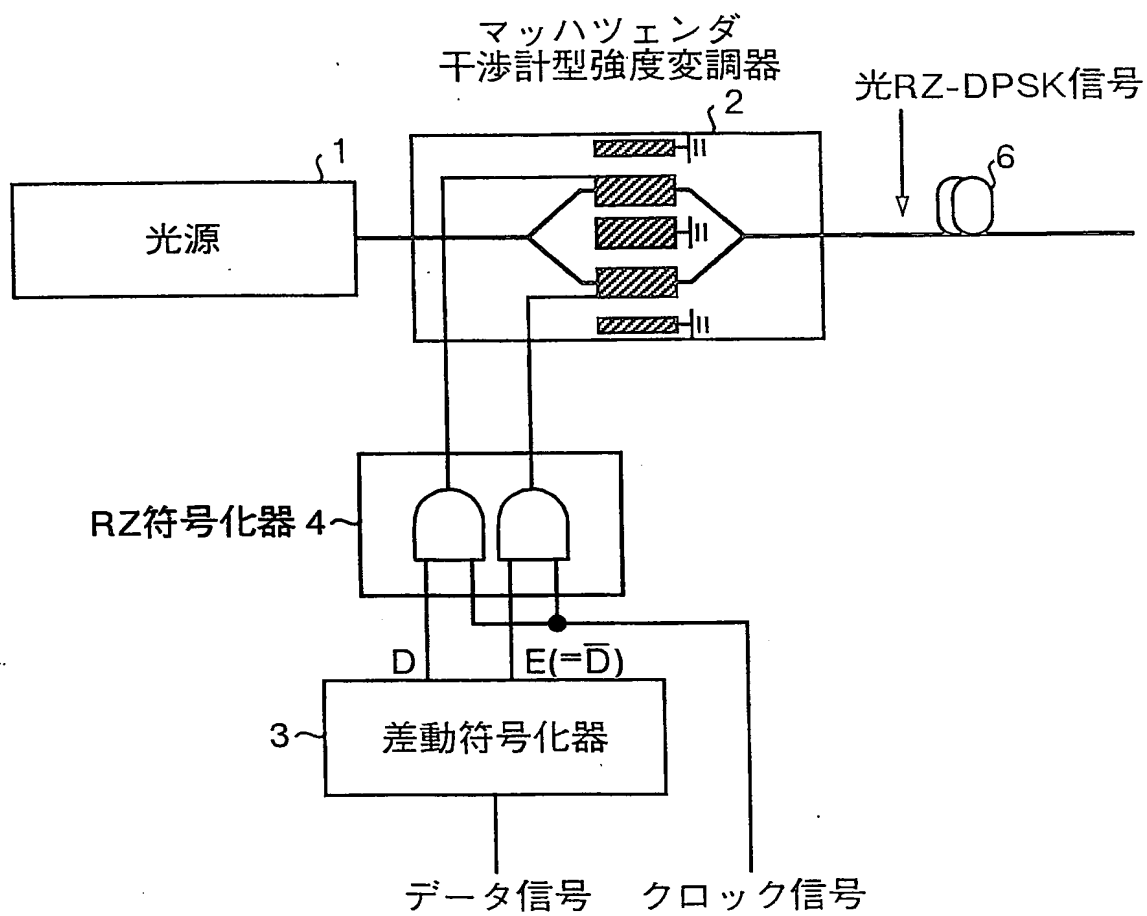 マッハツェンダ
干渉計型強度変調器
光RZ-DPSK信号
2
1
6
光源
RZ符号化器 4
D
E(=D̅)
3
差動符号化器
データ信号
クロック信号